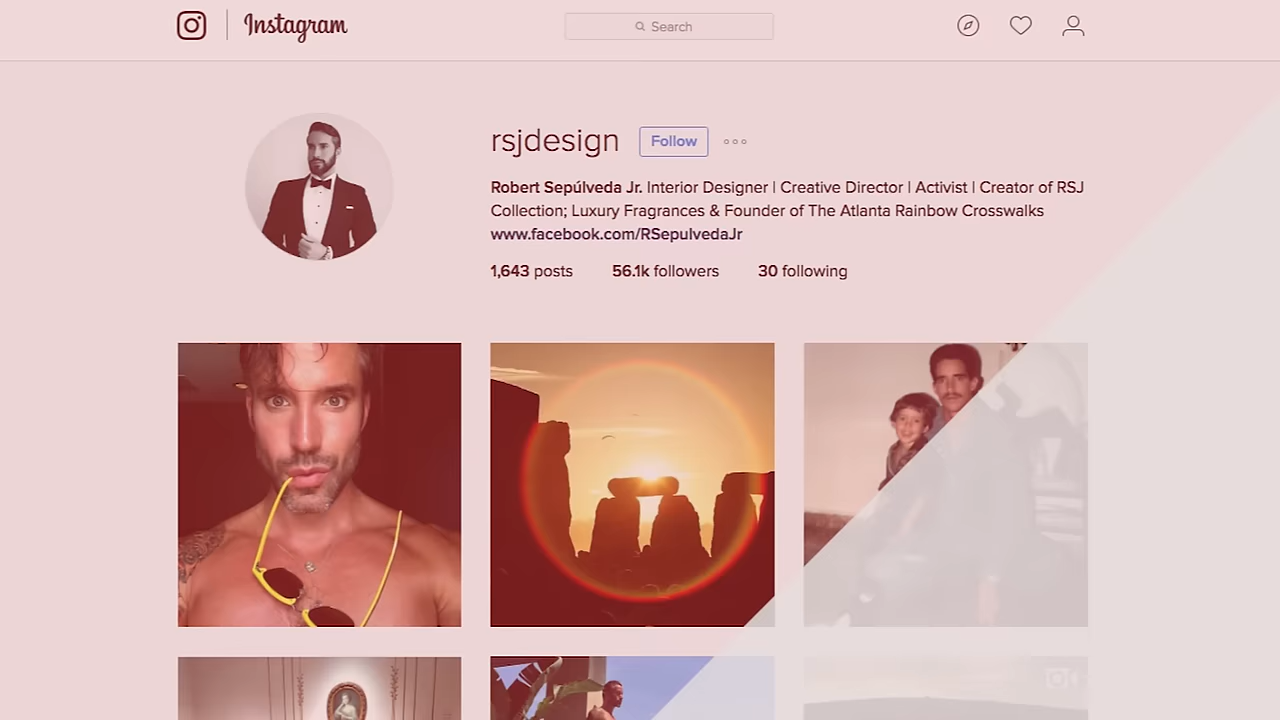 Instagram
Search
rsjdesign Follow
Robert Sepúlveda Jr. Interior Designer | Creative Director | Activist | Creator of RSJ
Collection; Luxury Fragrances & Founder of The Atlanta Rainbow Crosswalks
www.facebook.com/RSepulvedaJr
1,643 posts 56.1k followers 30 following